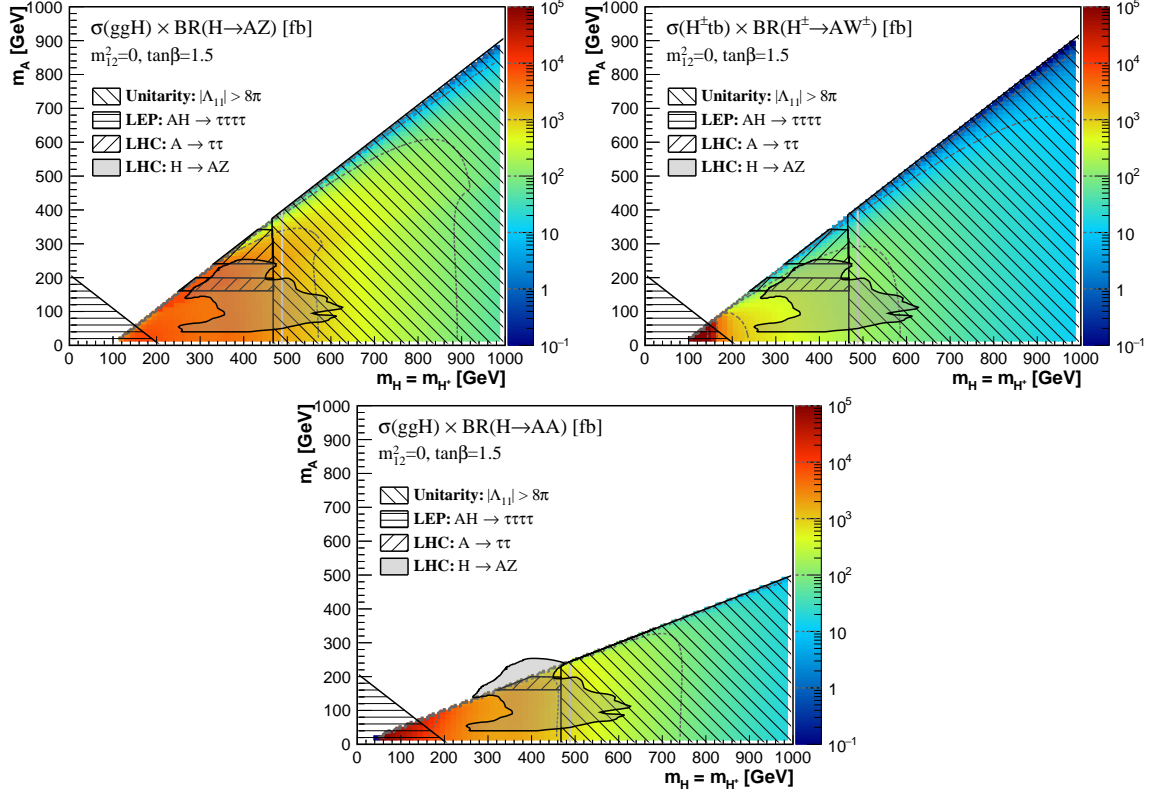 σ(ggH) × BR(H→AZ) [fb]
m²₁₂=0, tanβ=1.5
Unitarity: |Λ₁₁| > 8π
LEP: AH → ττττ
LHC: A → ττ
LHC: H → AZ
m_A [GeV]
1000
900
800
700
600
500
400
300
200
100
0
0 100 200 300 400 500 600 700 800 900 1000
m_H = m_H⁺ [GeV]
10⁵
10⁴
10³
10²
10
1
10⁻¹
σ(H±tb) × BR(H±→AW±) [fb]
m²₁₂=0, tanβ=1.5
Unitarity: |Λ₁₁| > 8π
LEP: AH → ττττ
LHC: A → ττ
LHC: H → AZ
m_A [GeV]
1000
900
800
700
600
500
400
300
200
100
0
0 100 200 300 400 500 600 700 800 900 1000
m_H = m_H⁺ [GeV]
10⁵
10⁴
10³
10²
10
1
10⁻¹
σ(ggH) × BR(H→AA) [fb]
m²₁₂=0, tanβ=1.5
Unitarity: |Λ₁₁| > 8π
LEP: AH → ττττ
LHC: A → ττ
LHC: H → AZ
m_A [GeV]
1000
900
800
700
600
500
400
300
200
100
0
0 100 200 300 400 500 600 700 800 900 1000
m_H = m_H⁺ [GeV]
10⁵
10⁴
10³
10²
10
1
10⁻¹